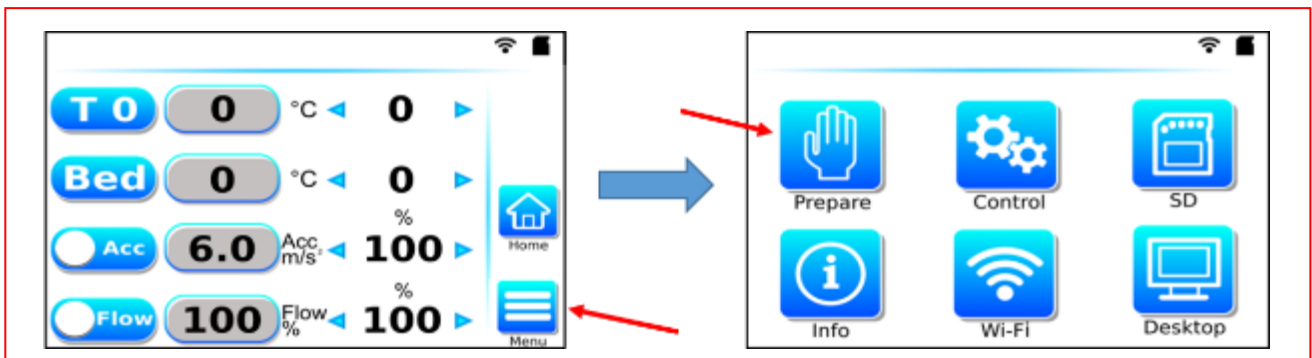 T 0 0 °C 0
Bed 0 °C 0
%
Acc 6.0 Acc. m/s² 100
%
Flow 100 Flow % 100
Home
Menu
Prepare Control SD
Info Wi-Fi Desktop